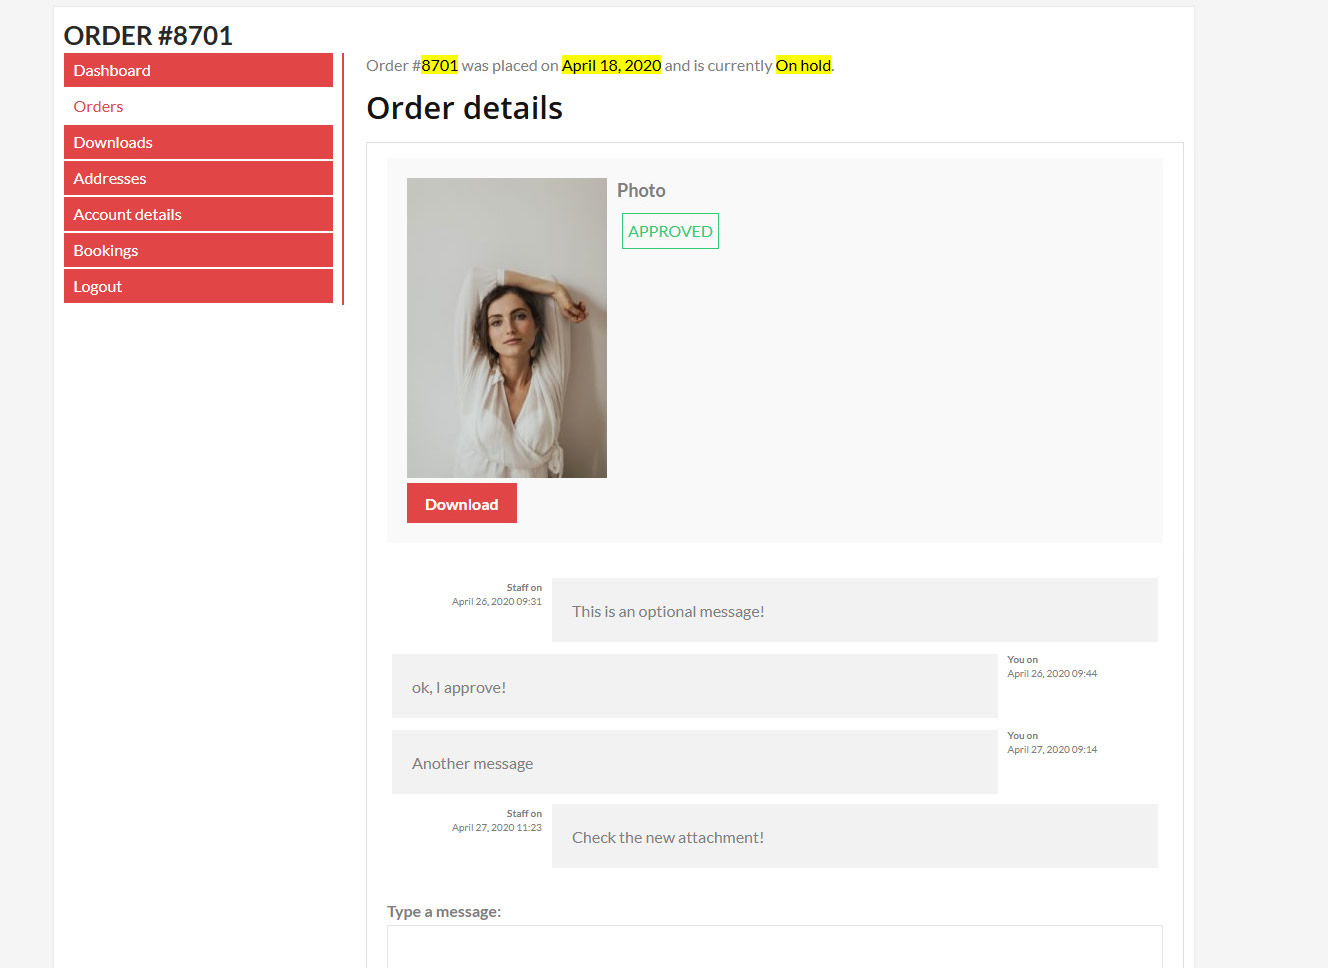 ORDER #8701
Dashboard
Orders
Downloads
Addresses
Account details
Bookings
Logout
Order #8701 was placed on April 18, 2020 and is currently On hold.
Order details
Photo
APPROVED
Download
Staff on
April 26, 2020 09:31
This is an optional message!
ok, I approve!
You on
April 26, 2020 09:44
Another message
You on
April 27, 2020 09:14
Staff on
April 27, 2020 11:23
Check the new attachment!
Type a message: